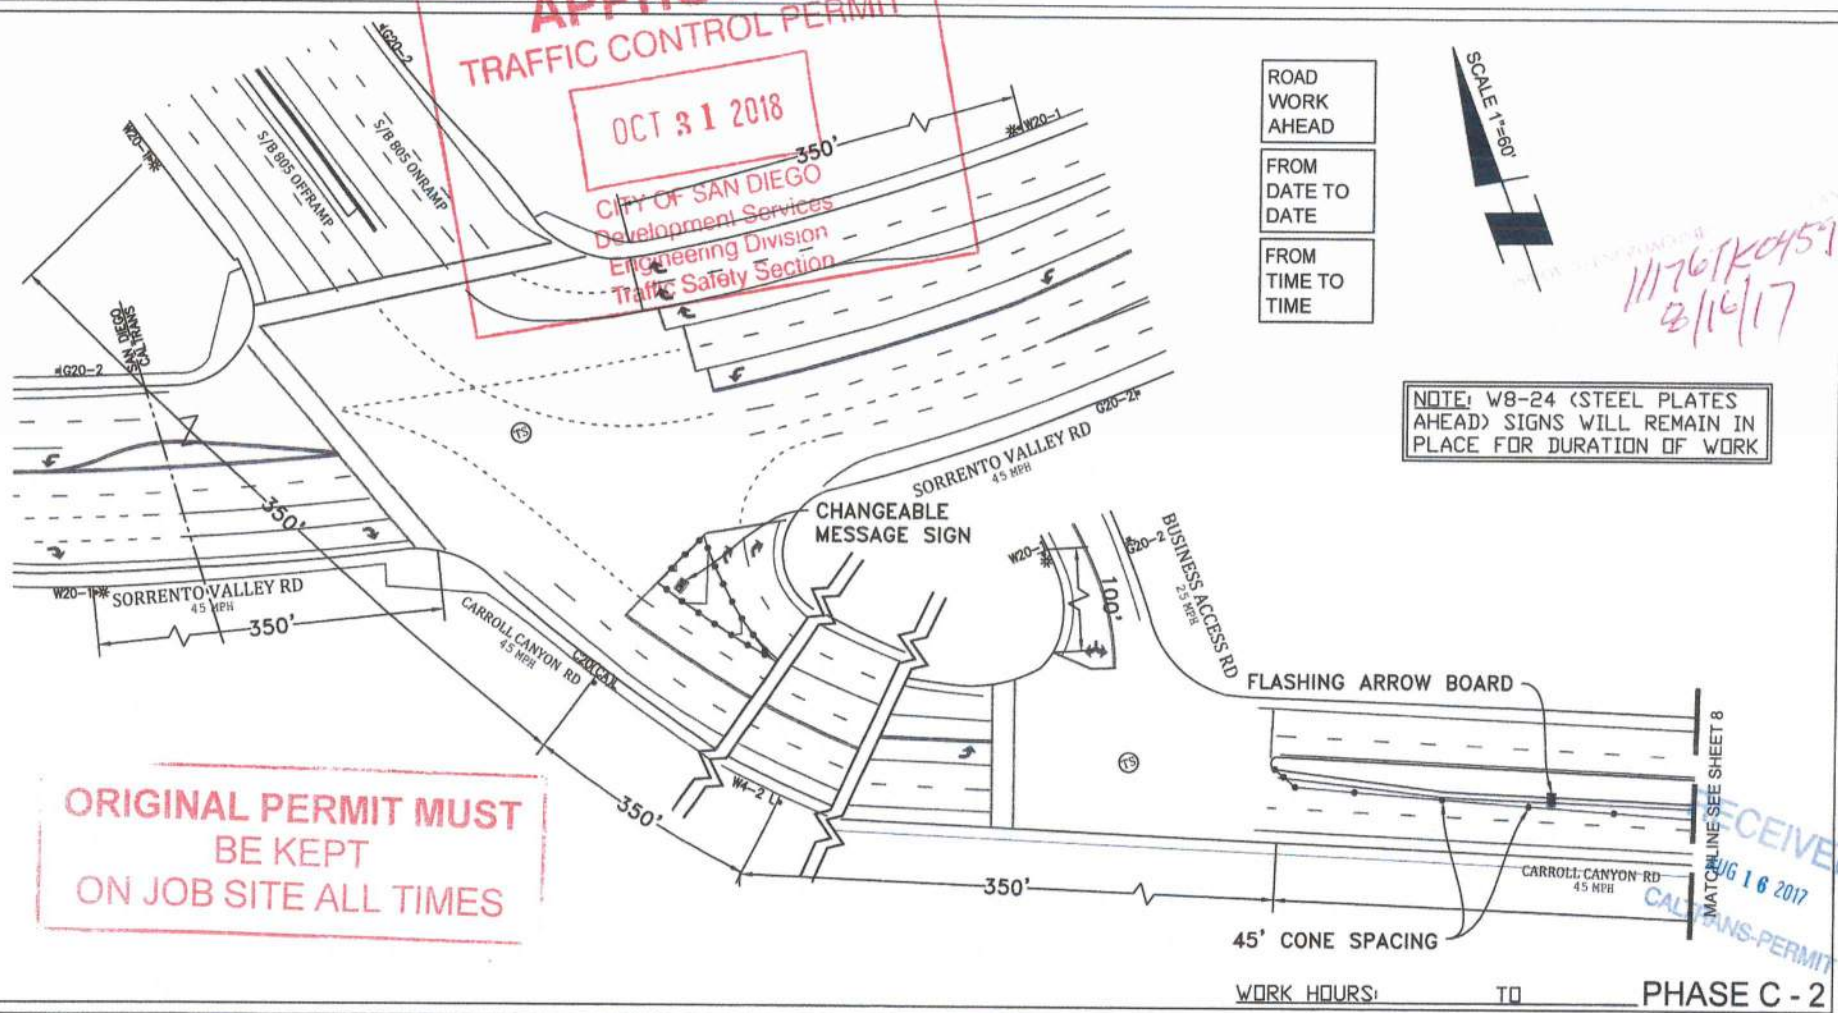 TRAFFIC CONTROL PERMIT
OCT 31 2018
CITY OF SAN DIEGO
Development Services
Engineering Division
Traffic Safety Section
G20-2
W20-1
S/B 805 OFFRAMP
S/B 805 ONRAMP
350'
W20-1
ROAD
WORK
AHEAD
FROM
DATE TO
DATE
FROM
TIME TO
TIME
SCALE 1"=60'
8/16/17
NOTE: W8-24 (STEEL PLATES
AHEAD) SIGNS WILL REMAIN IN
PLACE FOR DURATION OF WORK
SAN DIEGO
CALTRANS
G20-2
TS
G20-2
SORRENTO VALLEY RD
45 MPH
350'
CHANGEABLE
MESSAGE SIGN
W20-1
SORRENTO VALLEY RD
45 MPH
350'
CARROLL CANYON RD
45 MPH
C20(CA)L
W20-1
100'
G20-2
BUSINESS ACCESS RD
25 MPH
FLASHING ARROW BOARD
TS
W4-2 L
350'
350'
CARROLL CANYON RD
45 MPH
45' CONE SPACING
MATCHLINE SEE SHEET 8
ORIGINAL PERMIT MUST
BE KEPT
ON JOB SITE ALL TIMES
RECEIVE
AUG 16 2017
CALTRANS-PERMIT
WORK HOURS: TO
PHASE C - 2